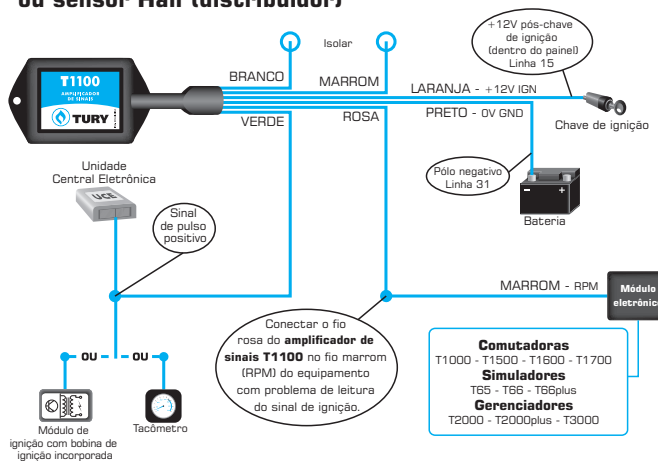 ou sensor Hall (distribuidor)
Isolar
BRANCO
MARROM
T1100
AMPLIFICADOR
DE SINAIS
TURY
VERDE
ROSA
LARANJA - +12V IGN
PRETO - 0V GND
+12V pós-chave
de ignição
(dentro do painel)
Linha 15
Chave de ignição
Pólo negativo
Linha 31
Bateria
Unidade
Central Eletrônica
UCE
Sinal
de pulso
positivo
MARROM - RPM
Módulo
eletrônico
Conectar o fio
rosa do amplificador de
sinais T1100 no fio marrom
(RPM) do equipamento
com problema de leitura
do sinal de ignição.
Comutadoras
T1000 - T1500 - T1600 - T1700
Simuladores
T65 - T66 - T66plus
Gerenciadores
T2000 - T2000plus - T3000
OU
OU
Módulo de
ignição com bobina de
ignição incorporada
Tacômetro